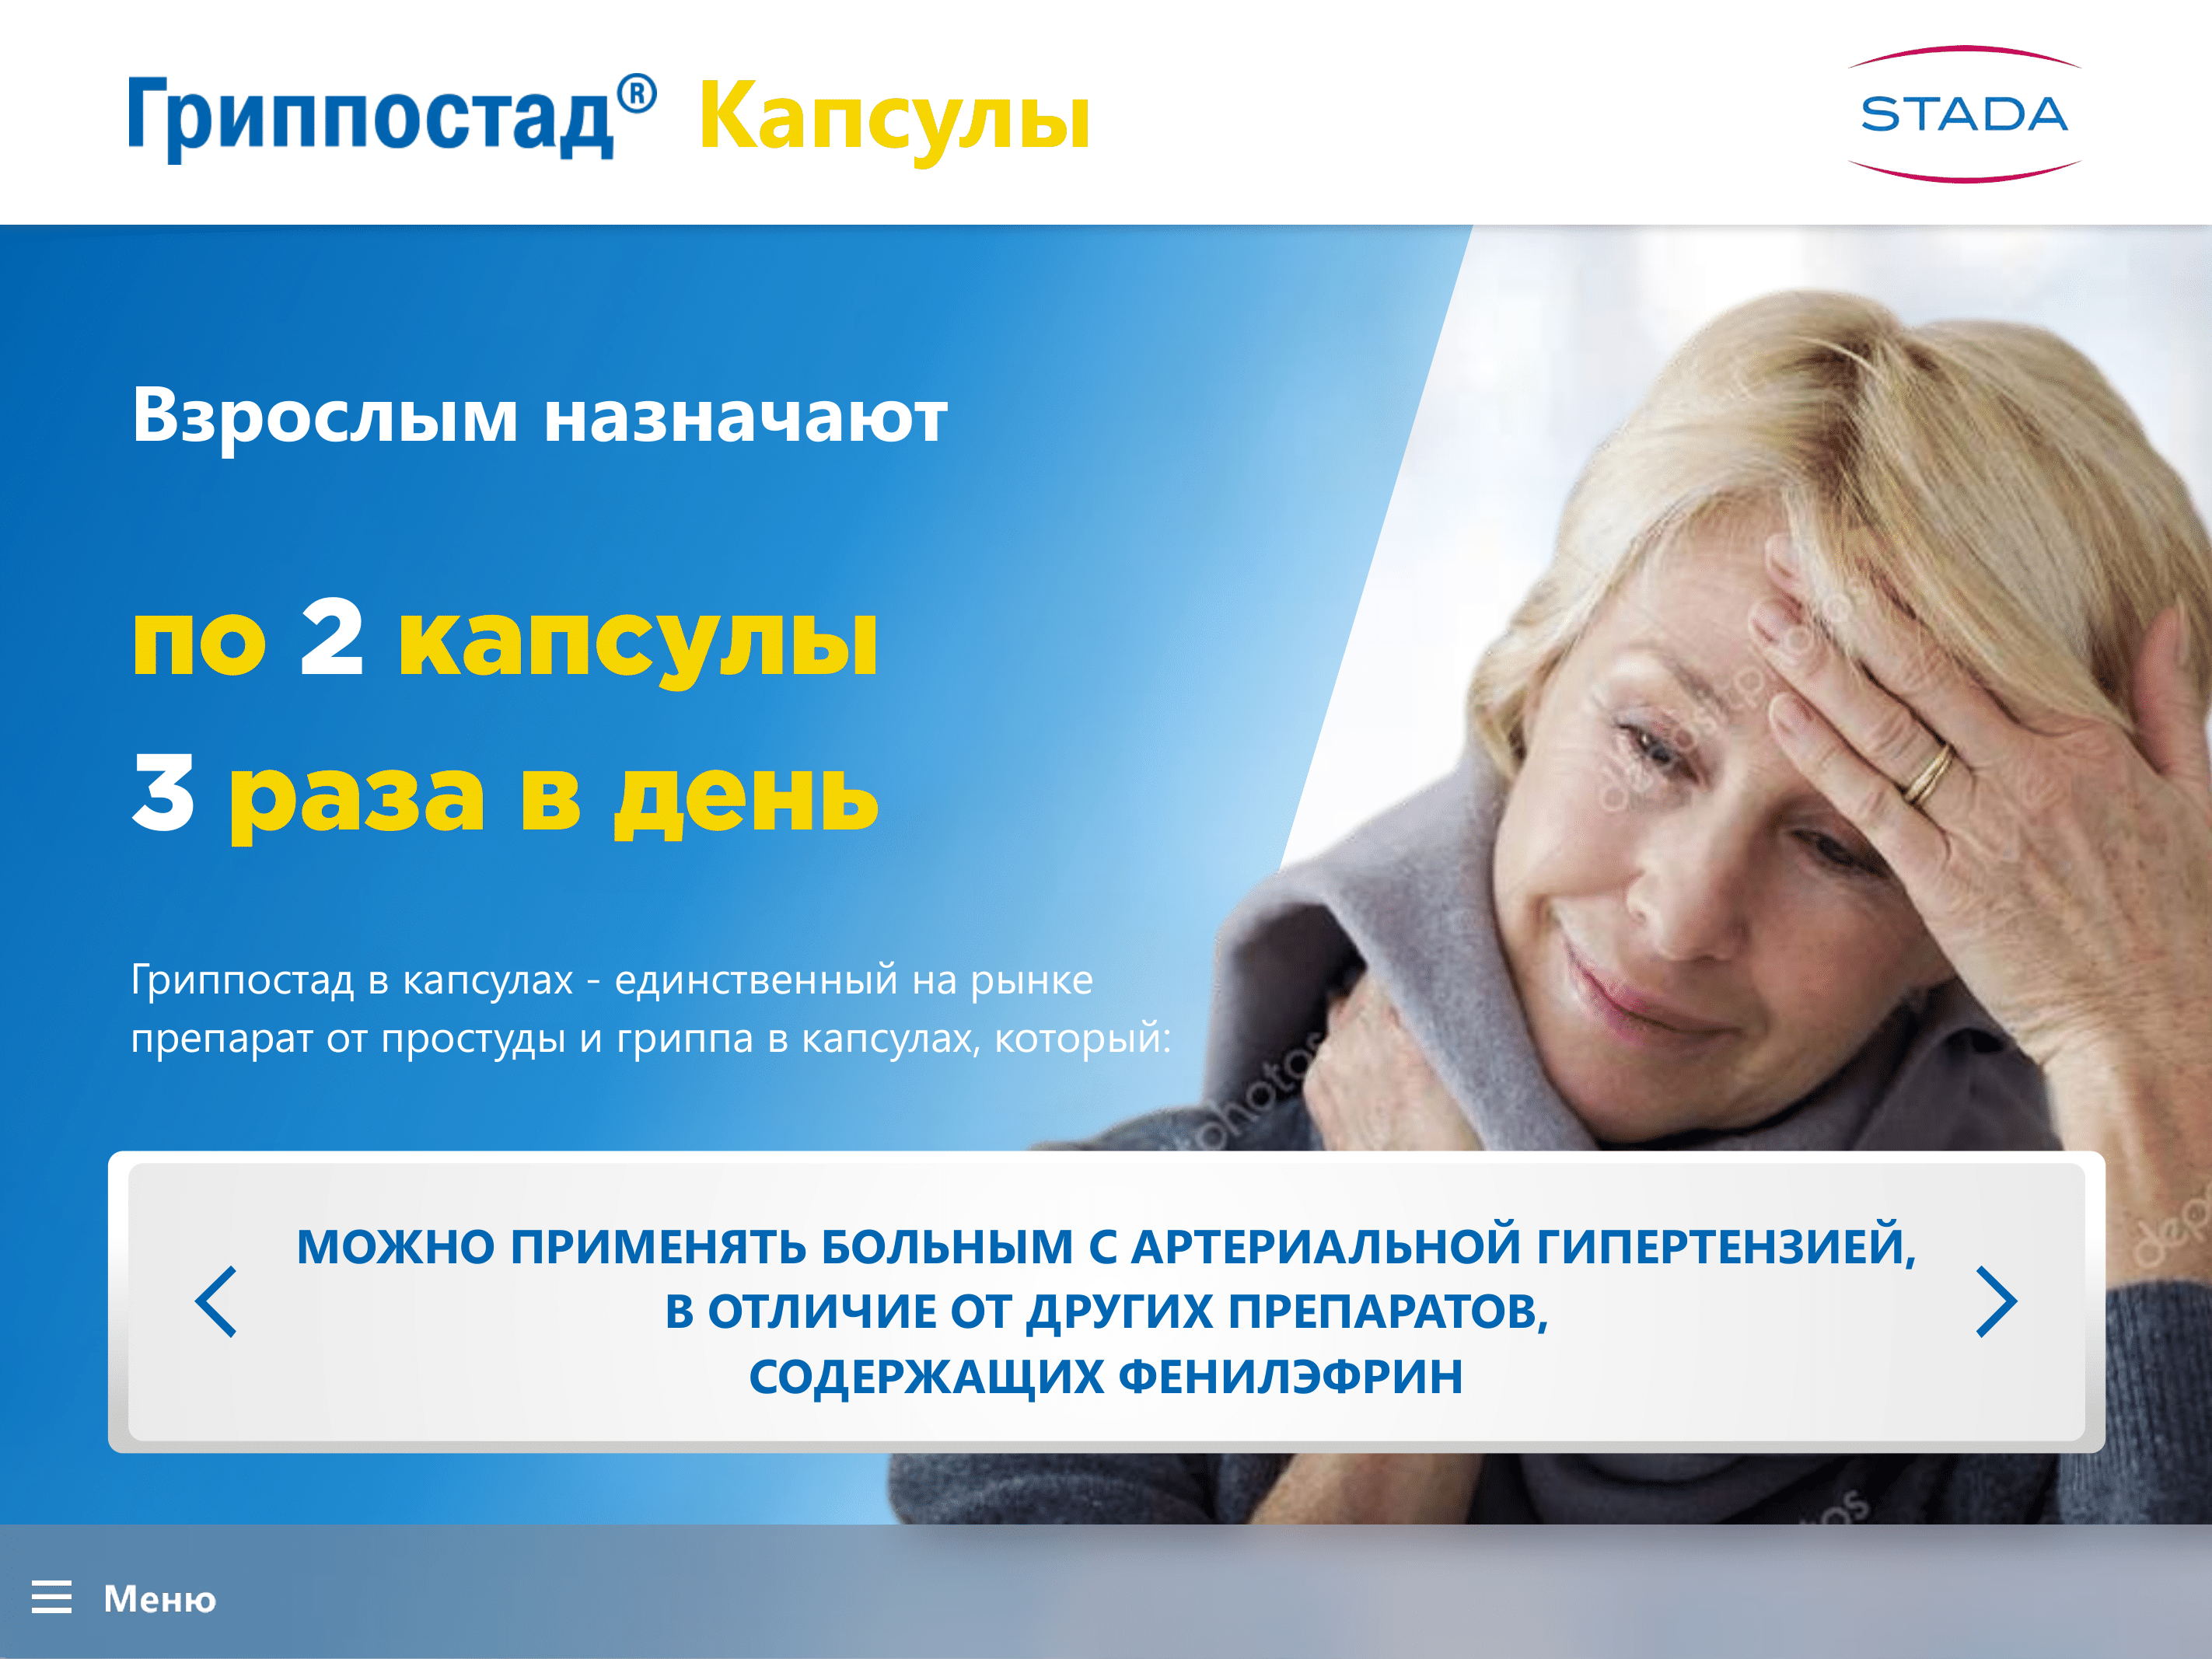 Гриппостад® Капсулы
STADA
Взрослым назначают
по 2 капсулы
3 раза в день
Гриппостад в капсулах - единственный на рынке
препарат от простуды и гриппа в капсулах, который:
МОЖНО ПРИМЕНЯТЬ БОЛЬНЫМ С АРТЕРИАЛЬНОЙ ГИПЕРТЕНЗИЕЙ,
В ОТЛИЧИЕ ОТ ДРУГИХ ПРЕПАРАТОВ,
СОДЕРЖАЩИХ ФЕНИЛЭФРИН
Меню